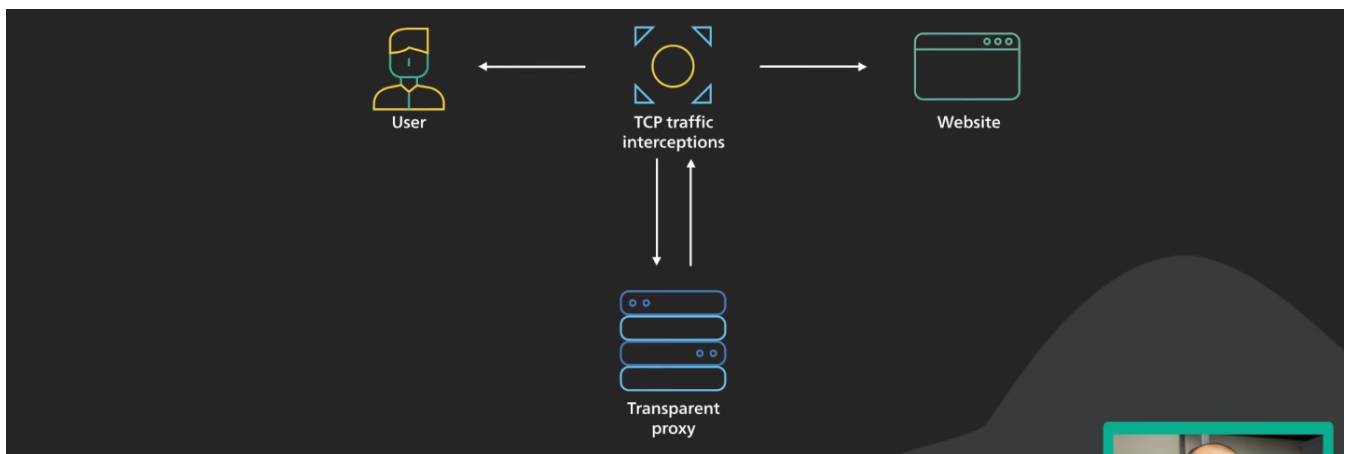 User
TCP traffic
interceptions
Website
Transparent
proxy